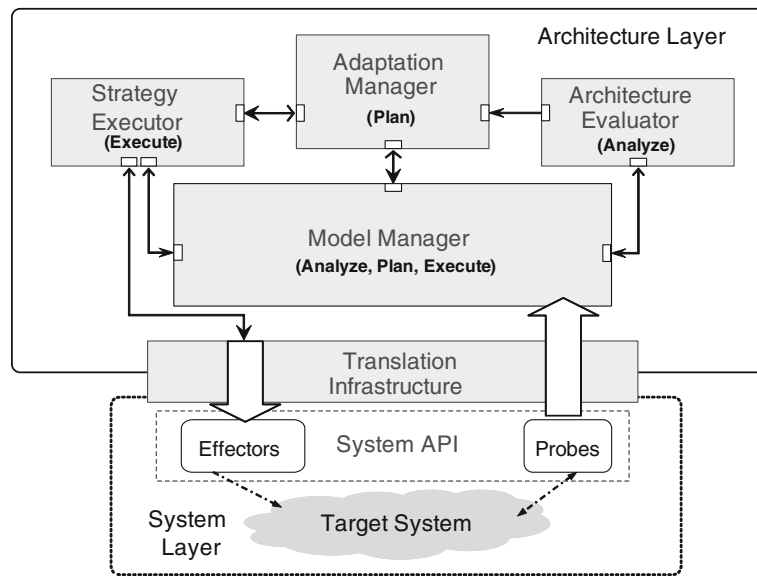 Architecture Layer
Adaptation
Manager
(Plan)
Strategy
Executor
(Execute)
Architecture
Evaluator
(Analyze)
Model Manager
(Analyze, Plan, Execute)
Translation
Infrastructure
Effectors
System API
Probes
System
Layer
Target System